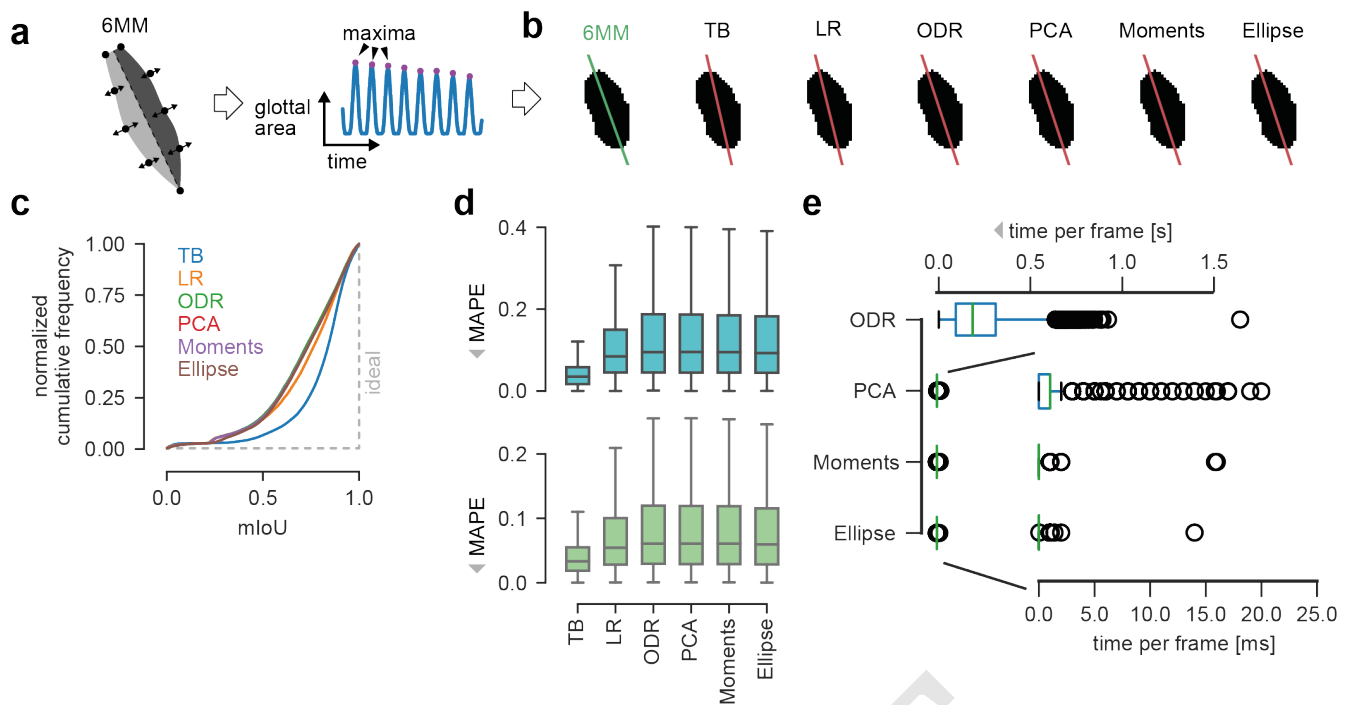 a
6MM
maxima
glottal
area
time
b
6MM
TB
LR
ODR
PCA
Moments
Ellipse
c
normalized
cumulative frequency
1.00
0.75
0.50
0.25
0.00
TB
LR
ODR
PCA
Moments
Ellipse
ideal
0.0
0.5
1.0
mIoU
d
MAPE
0.4
0.2
0.0
MAPE
0.2
0.1
0.0
TB
LR
ODR
PCA
Moments
Ellipse
e
time per frame [s]
0.0
0.5
1.0
1.5
ODR
PCA
Moments
Ellipse
0.0
5.0
10.0
15.0
20.0
25.0
time per frame [ms]